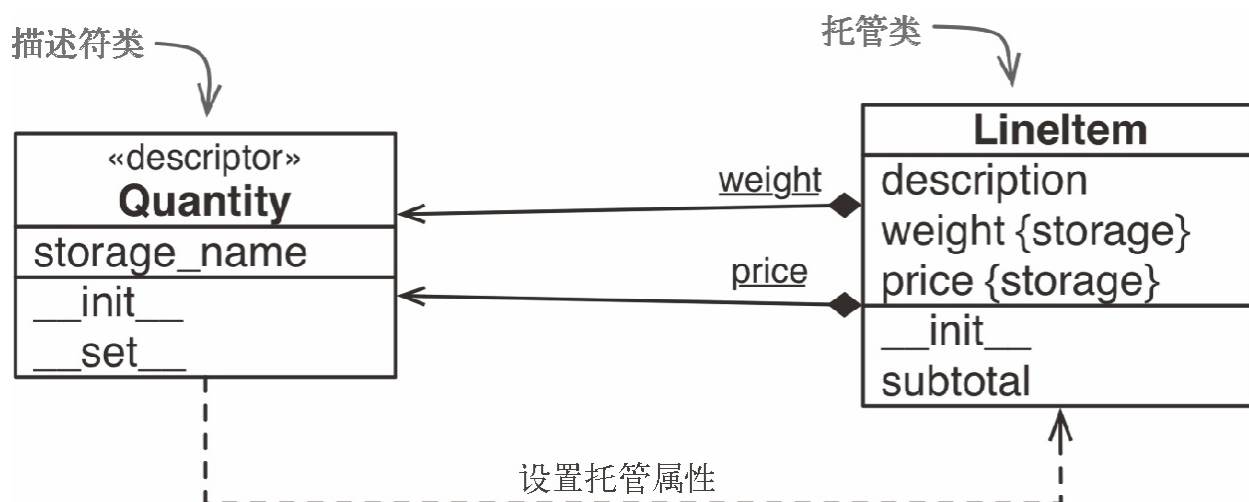 描述符类
托管类
«descriptor»
Quantity
storage_name
__init__
__set__
weight
price
LineItem
description
weight {storage}
price {storage}
__init__
subtotal
设置托管属性